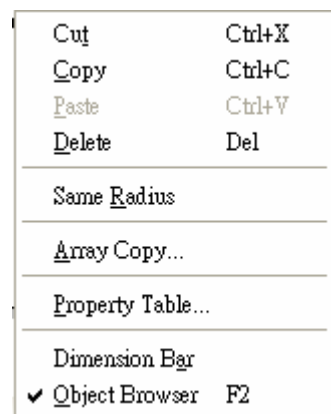 Cut Ctrl+X
Copy Ctrl+C
Paste Ctrl+V
Delete Del
Same Radius
Array Copy...
Property Table...
Dimension Bar
✔ Object Browser F2